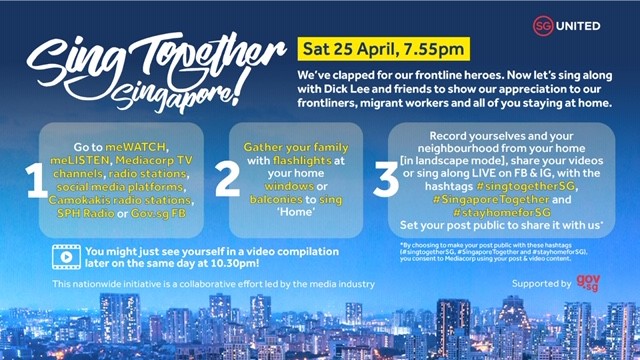 SG UNITED
Sing Together
Singapore!
Sat 25 April, 7.55pm
We've clapped for our frontline heroes. Now let's sing along
with Dick Lee and friends to show our appreciation to our
frontliners, migrant workers and all of you staying at home.
1
Go to meWATCH,
meLISTEN, Mediacorp TV
channels, radio stations,
social media platforms,
Camokakis radio stations,
SPH Radio or Gov.sg FB
2
Gather your family
with flashlights at
your home
windows or
balconies to sing
'Home'
3
Record yourselves and your
neighbourhood from your home
[in landscape mode], share your videos
or sing along LIVE on FB & IG, with the
hashtags #singtogetherSG,
#SingaporeTogether and
#stayhomeforSG
Set your post public to share it with us*
You might just see yourself in a video compilation
later on the same day at 10.30pm!
*By choosing to make your post public with these hashtags
(#singtogetherSG, #SingaporeTogether and #stayhomeforSG),
you consent to Mediacorp using your post & video content.
This nationwide initiative is a collaborative effort led by the media industry
Supported by
gov
.sg